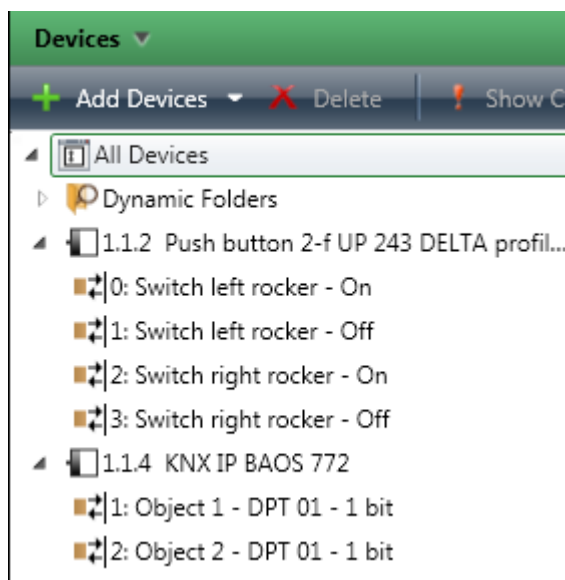 Devices
Add Devices Delete Show C
All Devices
Dynamic Folders
1.1.2 Push button 2-f UP 243 DELTA profil...
0: Switch left rocker - On
1: Switch left rocker - Off
2: Switch right rocker - On
3: Switch right rocker - Off
1.1.4 KNX IP BAOS 772
1: Object 1 - DPT 01 - 1 bit
2: Object 2 - DPT 01 - 1 bit